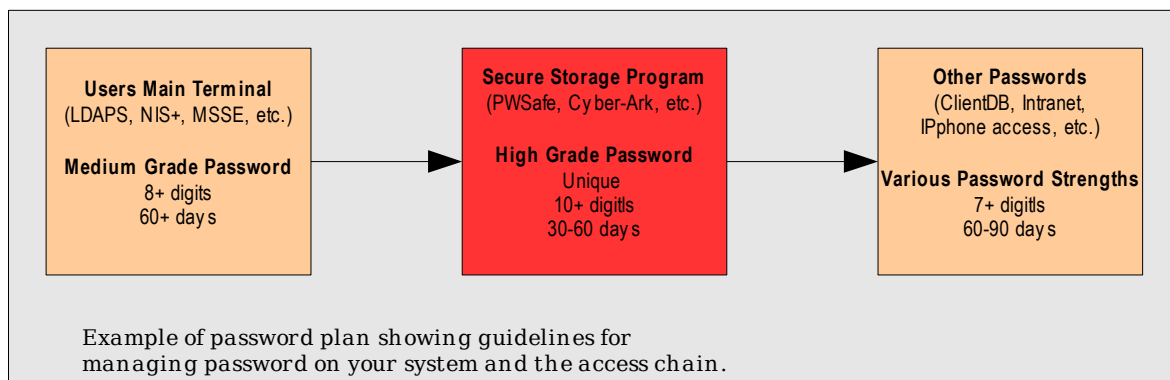 Users Main Terminal
(LDAPS, NIS+, MSSE, etc.)
Medium Grade Password
8+ digits
60+ days
Secure Storage Program
(PWSafe, Cyber-Ark, etc.)
High Grade Password
Unique
10+ digitls
30-60 days
Other Passwords
(ClientDB, Intranet,
IPphone access, etc.)
Various Password Strengths
7+ digitls
60-90 days
Example of password plan showing guidelines for
managing password on your system and the access chain.